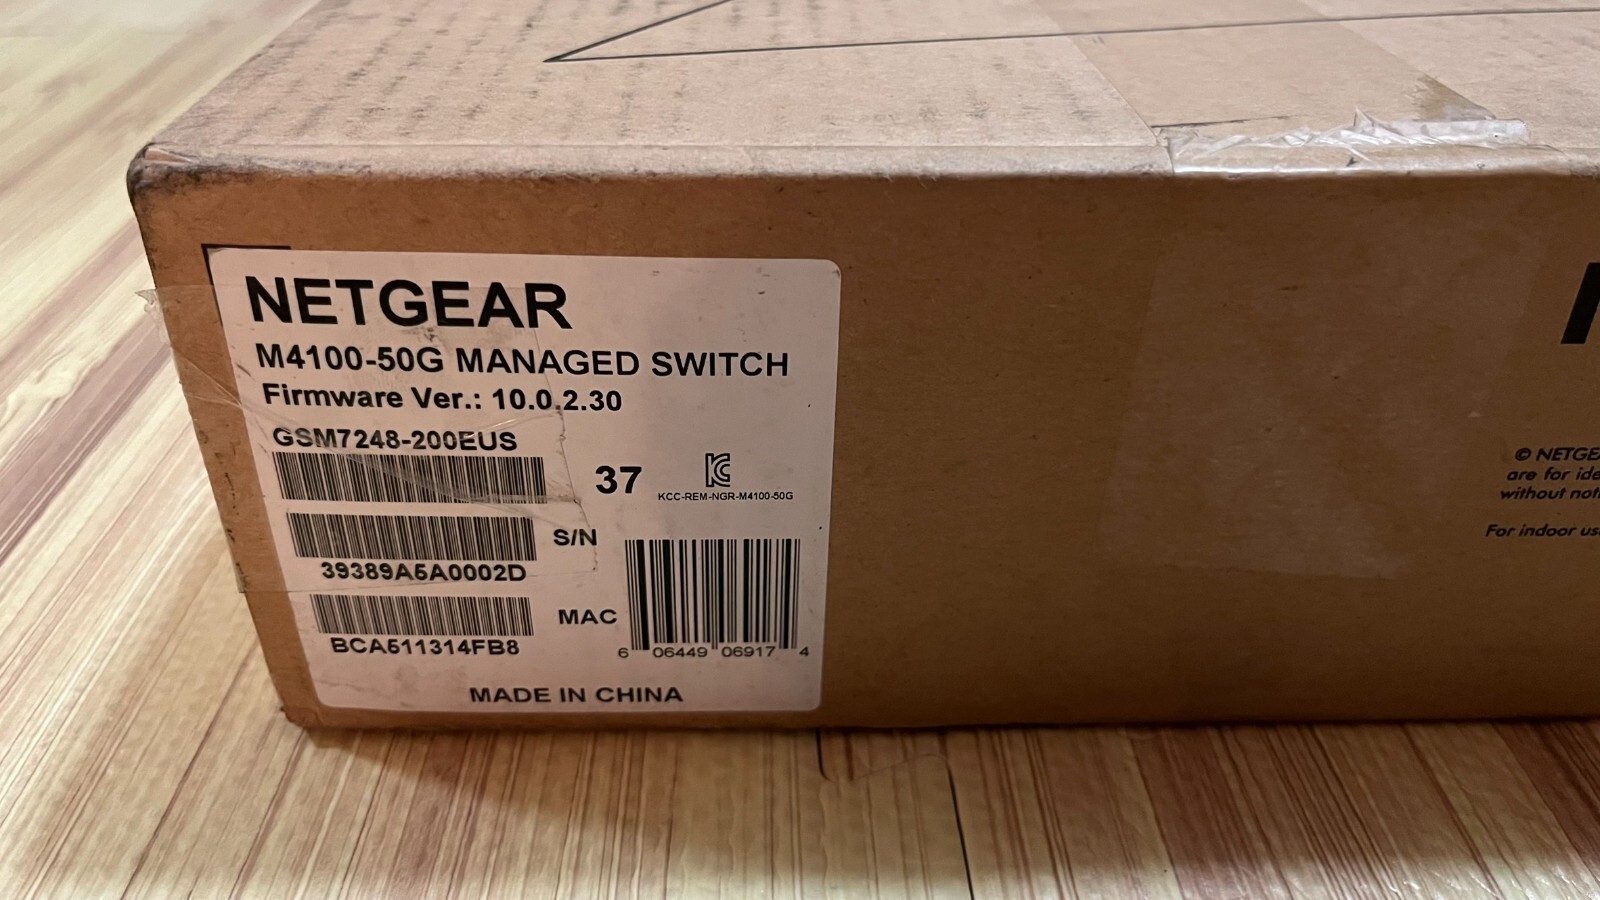 NETGEAR
M4100-50G MANAGED SWITCH
Firmware Ver.: 10.0.2.30
GSM7248-200EUS
37
KCC-REM-NGR-M4100-50G
S/N
39389A5A0002D
MAC
BCA511314FB8
6 06449 06917 4
MADE IN CHINA
© NETGEA
are for ide
without not
For indoor us